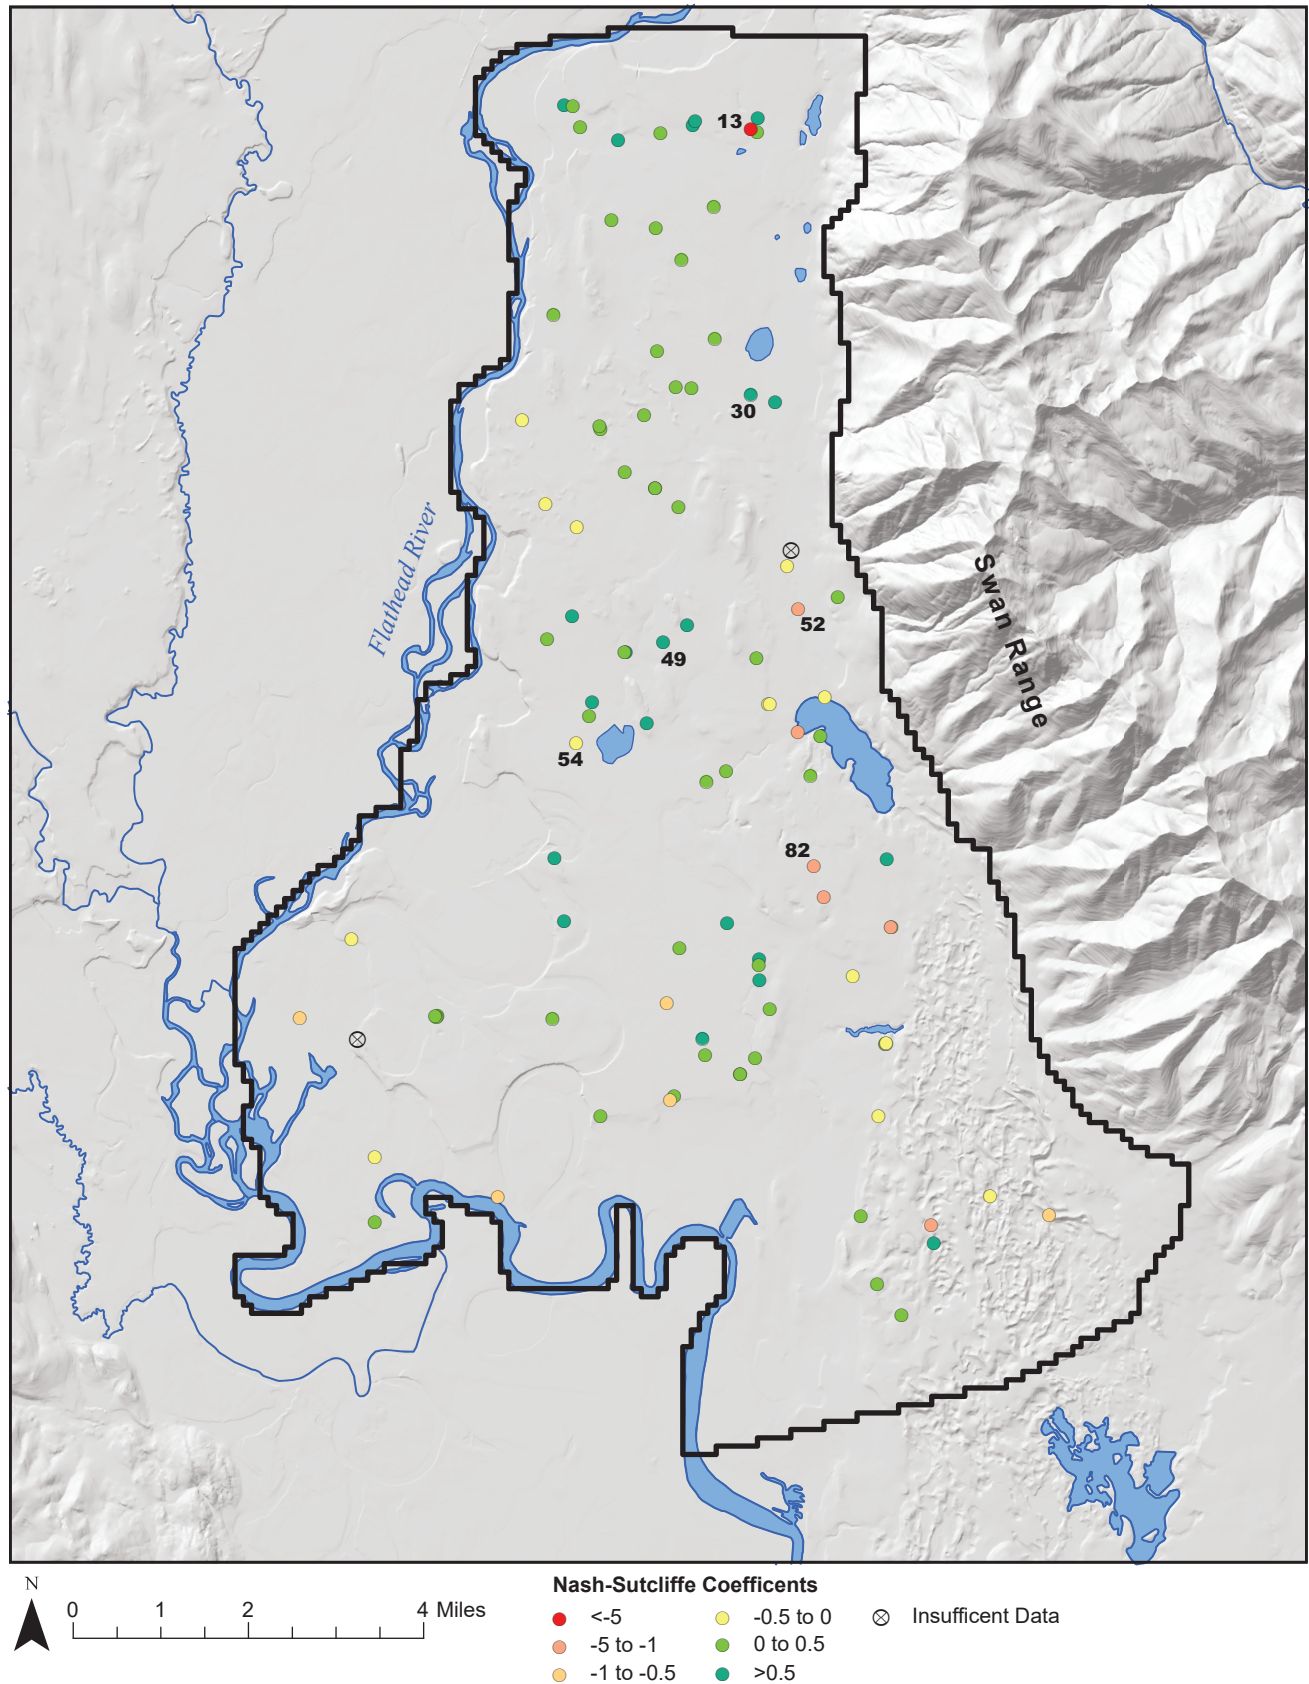 13
30
Flathead River
Swan Range
52
49
54
82
N
0 1 2 4 Miles
Nash-Sutcliffe Coefficents
<-5
-5 to -1
-1 to -0.5
-0.5 to 0
0 to 0.5
>0.5
Insufficent Data